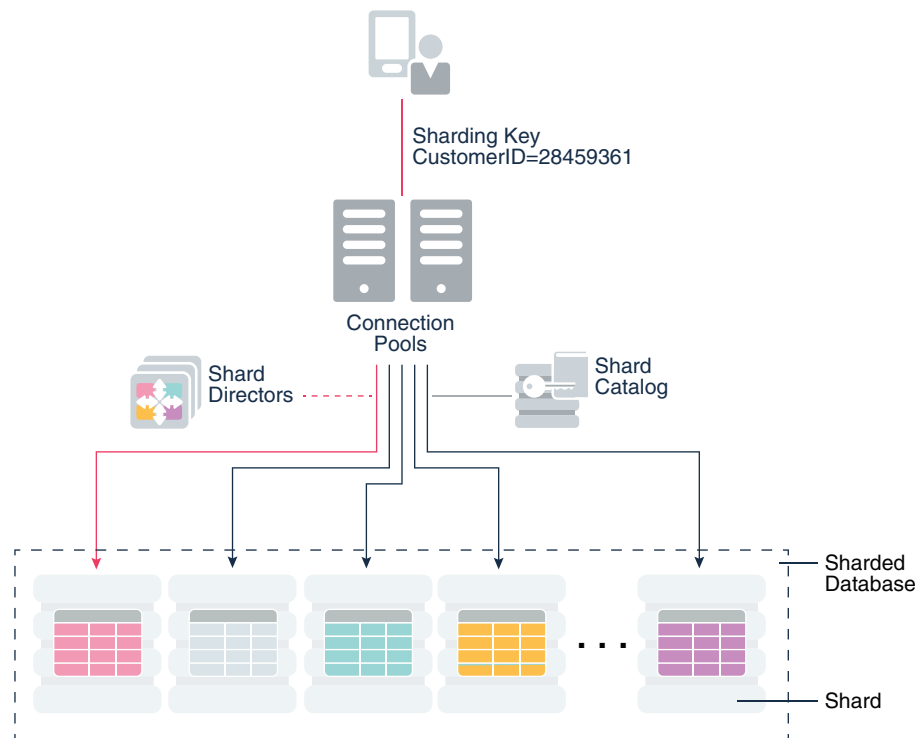 Sharding Key
CustomerID=28459361
Connection
Pools
Shard
Directors
Shard
Catalog
Sharded
Database
. . .
Shard